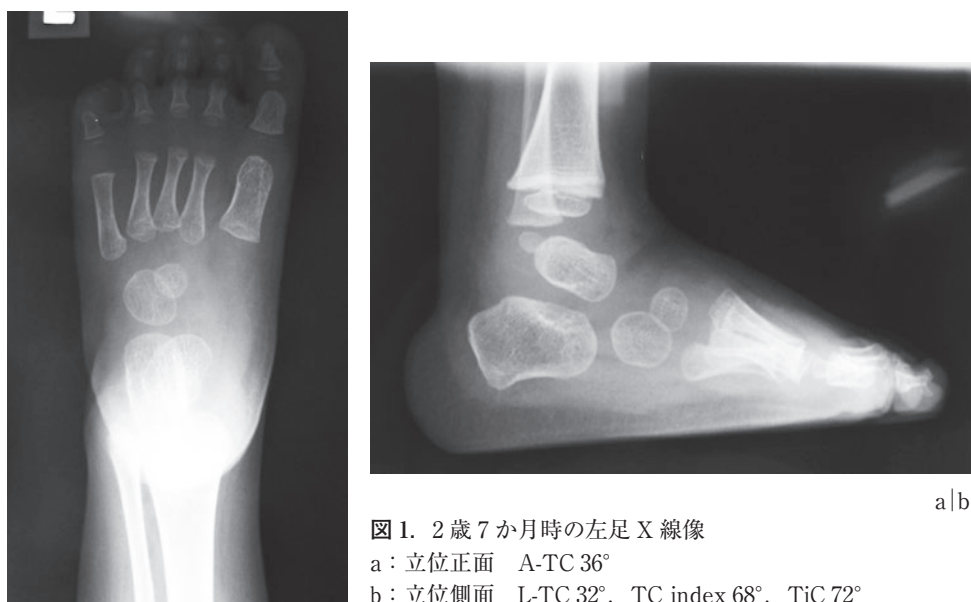 a|b
図 1. 2 歳 7 か月時の左足 X 線像
a：立位正面 A-TC 36°
b：立位側面 L-TC 32°，TC index 68°，TiC 72°